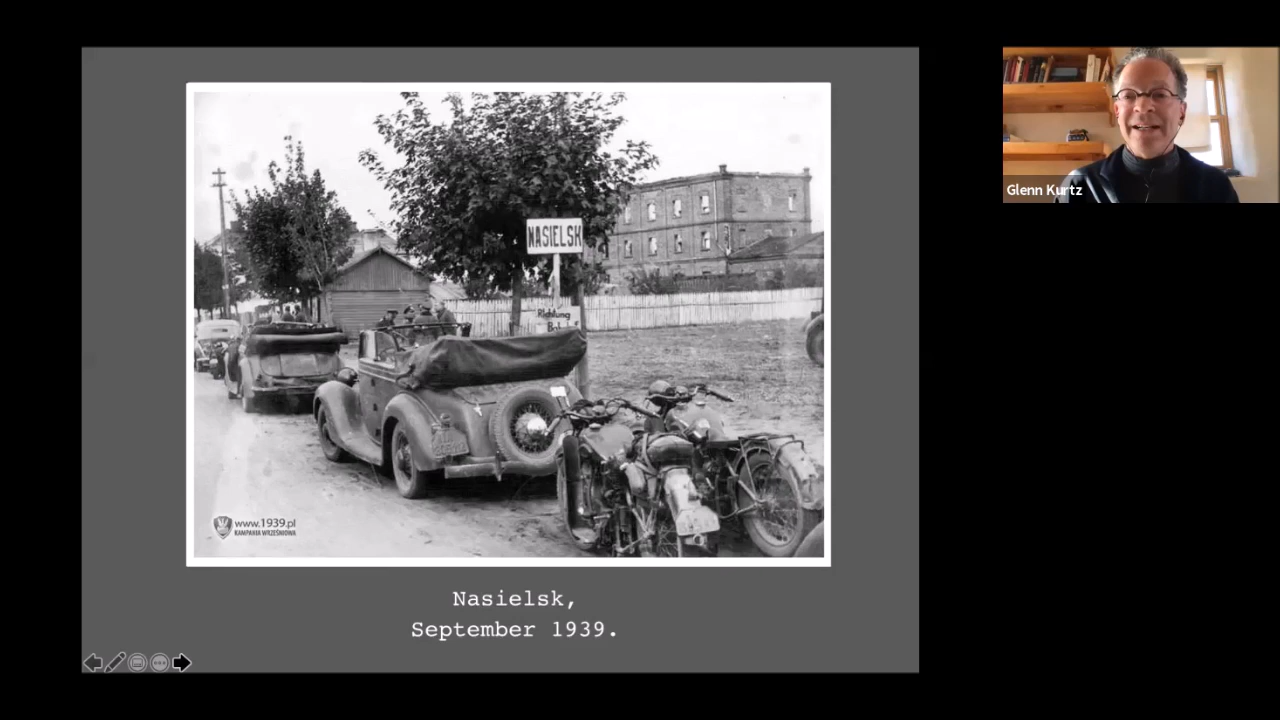 NASIELSK
Richtung
www.1939.pl
KAMPANIA WRZEŚNIOWA
Nasielsk,
September 1939.
Glenn Kurtz